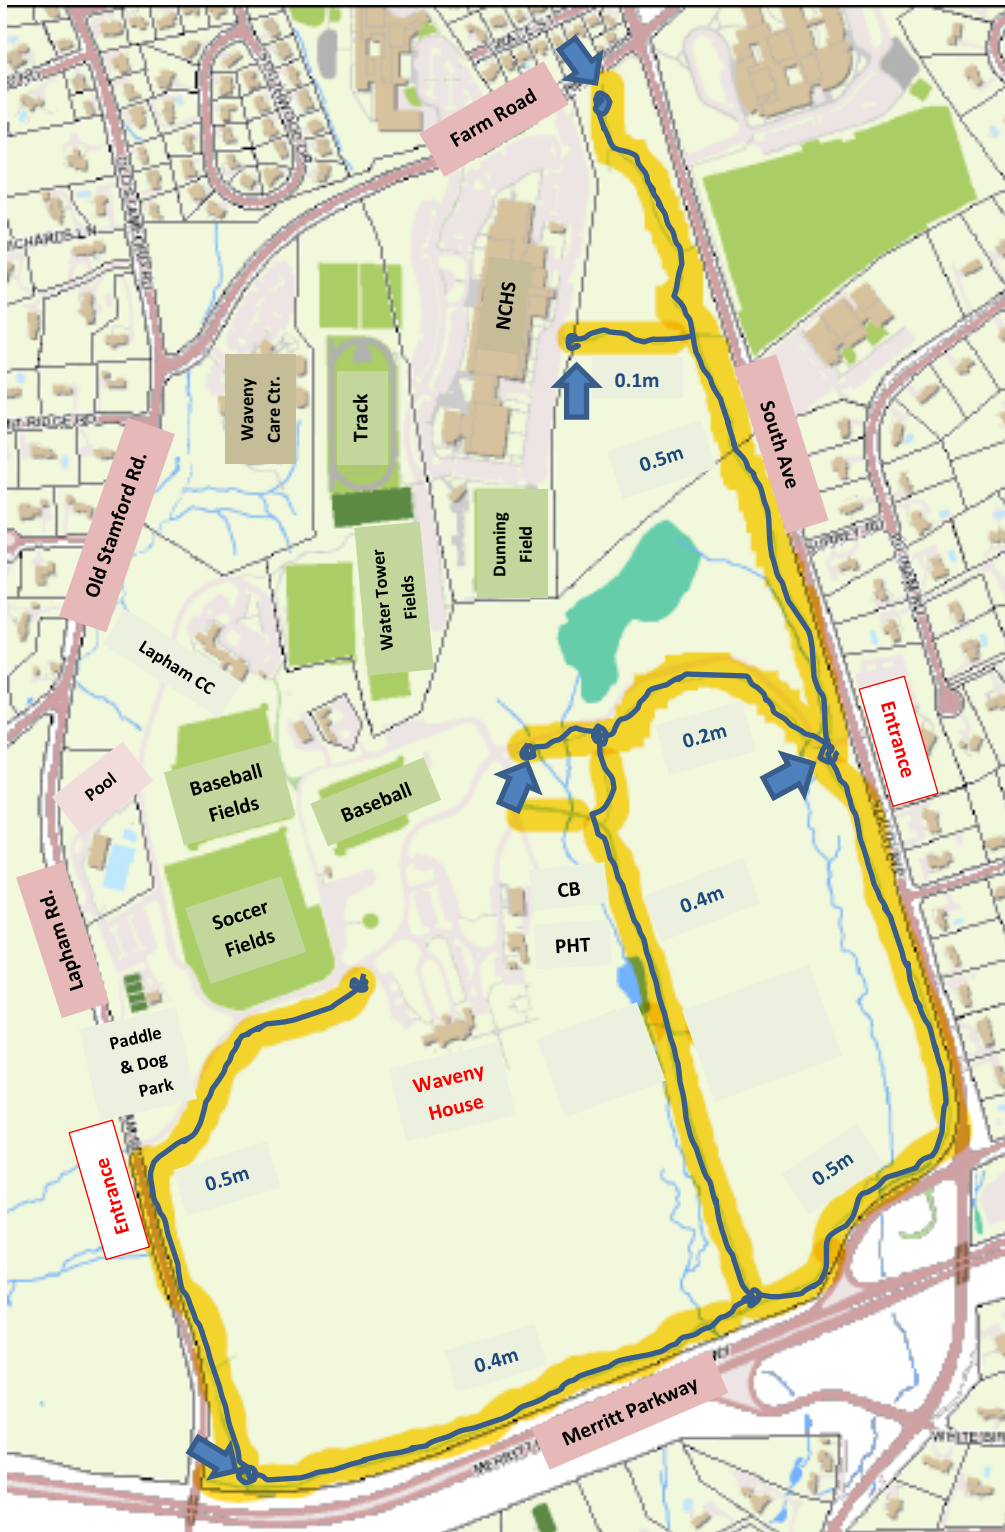 Farm Road
NCHS
0.1m
Waveny
Care Ctr.
Track
South Ave
0.5m
Old Stamford Rd.
Dunning
Field
Water Tower
Fields
Lapham CC
Entrance
0.2m
Pool
Baseball
Fields
Baseball
CB
0.4m
Lapham Rd.
Soccer
Fields
PHT
Paddle
& Dog
Park
Waveny
House
Entrance
0.5m
0.5m
0.4m
Merritt Parkway